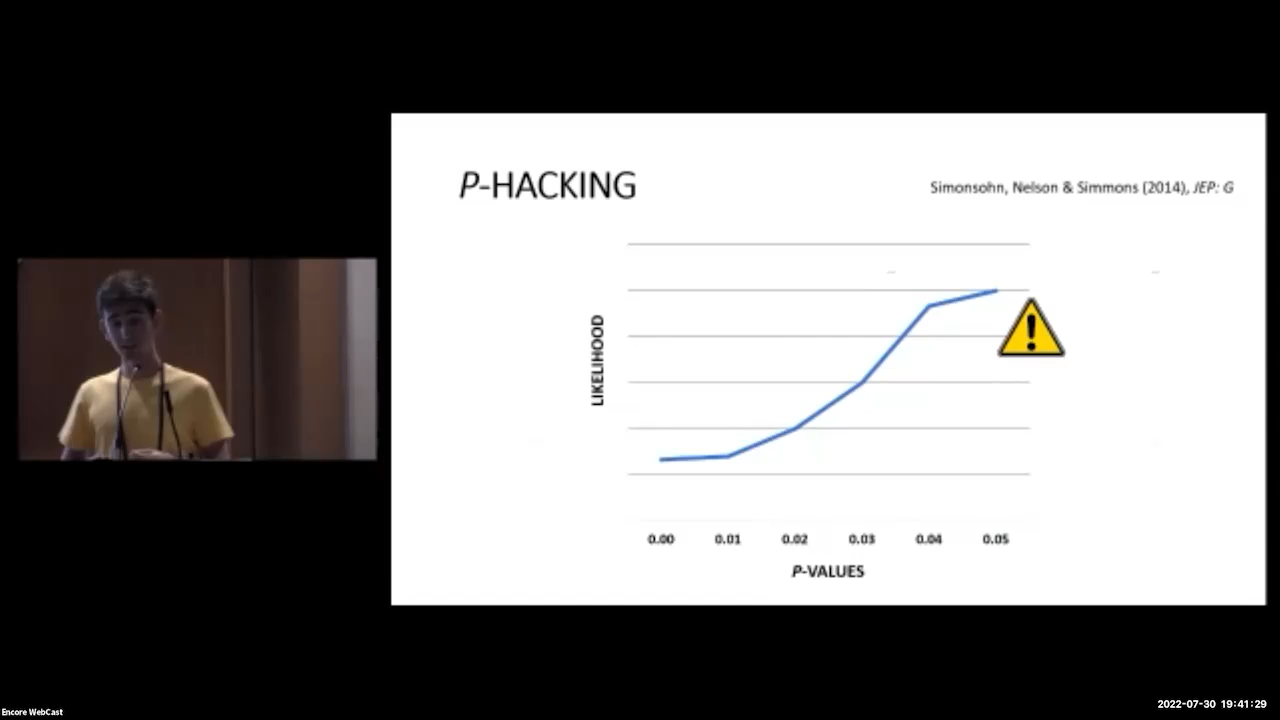 P-HACKING
Simonsohn, Nelson & Simmons (2014), JEP: G
LIKELIHOOD
0.00 0.01 0.02 0.03 0.04 0.05
P-VALUES
Encore WebCast
2022-07-30 19:41:29